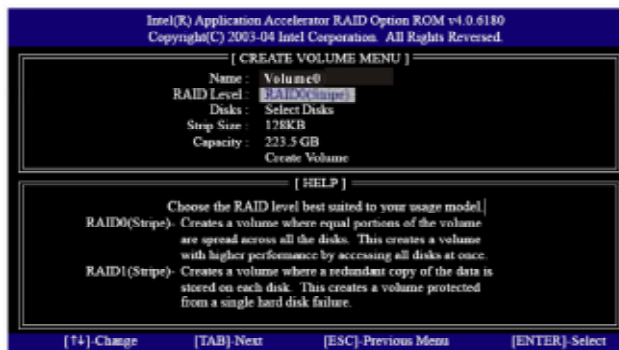 Intel(R) Application Accelerator RAID Option ROM v4.0.6180
Copyright(C) 2003-04 Intel Corporation. All Rights Reversed.
[ CREATE VOLUME MENU ]
Name : Volume0
RAID Level : RAID0(Stripe)
Disks : Select Disks
Strip Size : 128KB
Capacity : 223.5 GB
Create Volume
[ HELP ]
Choose the RAID level best suited to your usage model.
RAID0(Stripe)- Creates a volume where equal portions of the volume
are spread across all the disks. This creates a volume
with higher performance by accessing all disks at once.
RAID1(Stripe)- Creates a volume where a redundant copy of the data is
stored on each disk. This creates a volume protected
from a single hard disk failure.
[↑↓]-Change [TAB]-Next [ESC]-Previous Menu [ENTER]-Select